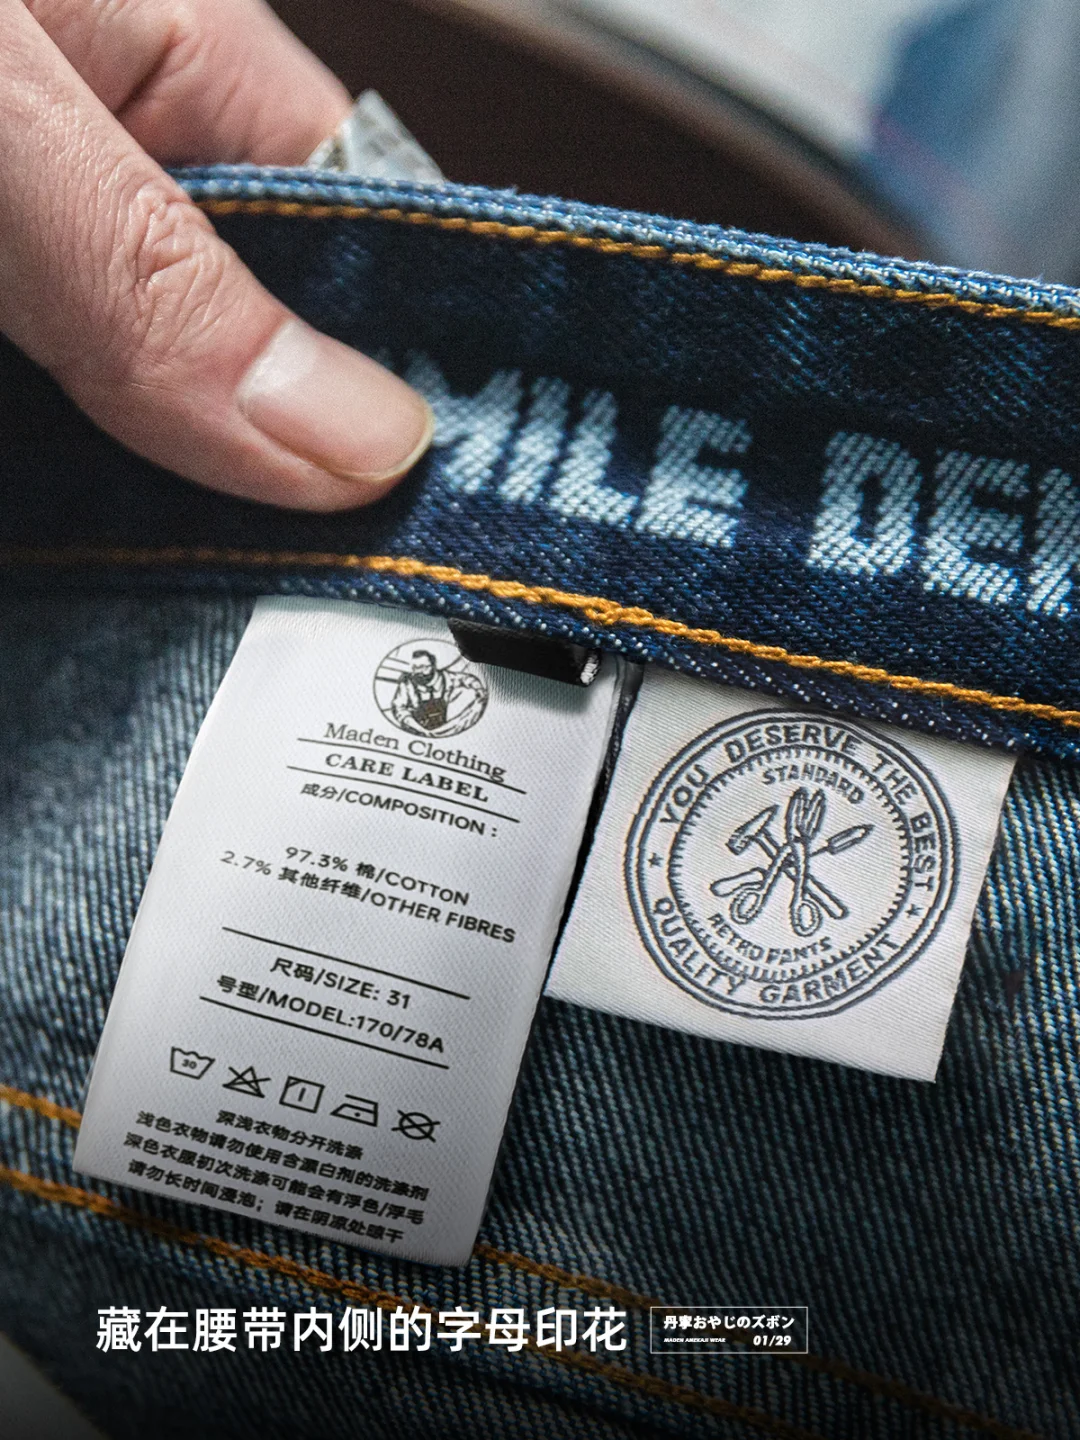 MILE DEN
Maden Clothing
CARE LABEL
成分/COMPOSITION：
97.3% 棉/COTTON
2.7% 其他纤维/OTHER FIBRES
尺码/SIZE: 31
号型/MODEL:170/78A
30
深浅衣物分开洗涤
浅色衣物请勿使用含漂白剂的洗涤剂
深色衣服初次洗涤可能会有浮色/浮毛
请勿长时间浸泡；请在阴凉处晾干
YOU DESERVE THE BEST
STANDARD
RETRO PANTS
QUALITY GARMENT
藏在腰带内侧的字母印花
丹寧おやじのズボン
MADEN AMEKAJI WEAR 01/29